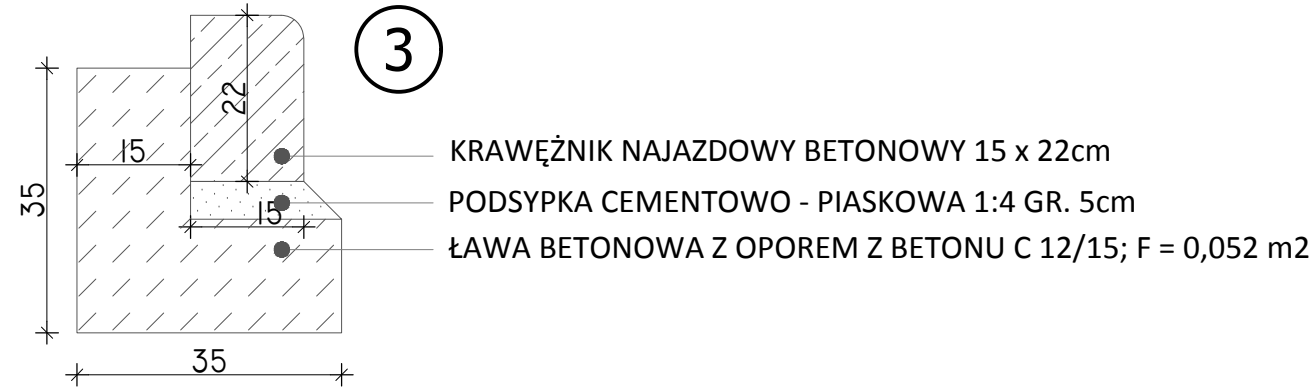 3
22
15
35
15
35
KRAWĘŻNIK NAJAZDOWY BETONOWY 15 x 22cm
PODSYPKA CEMENTOWO - PIASKOWA 1:4 GR. 5cm
ŁAWA BETONOWA Z OPOREM Z BETONU C 12/15; F = 0,052 m2